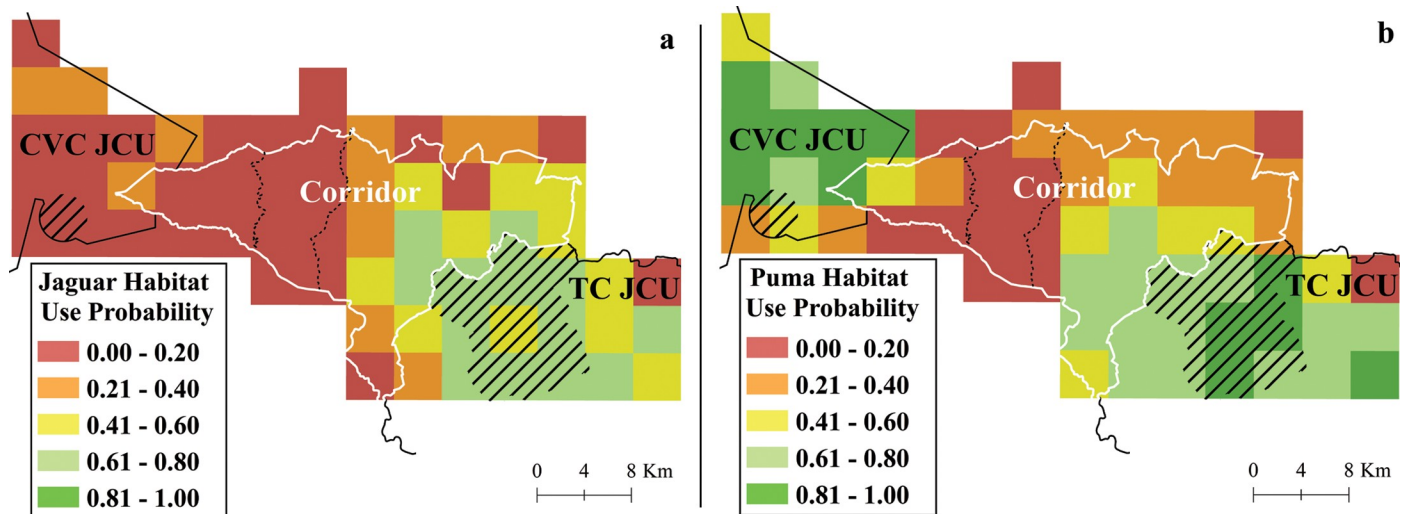 a
CVC JCU
Corridor
TC JCU
Jaguar Habitat
Use Probability
0.00 - 0.20
0.21 - 0.40
0.41 - 0.60
0.61 - 0.80
0.81 - 1.00
0 4 8 Km
b
CVC JCU
Corridor
TC JCU
Puma Habitat
Use Probability
0.00 - 0.20
0.21 - 0.40
0.41 - 0.60
0.61 - 0.80
0.81 - 1.00
0 4 8 Km